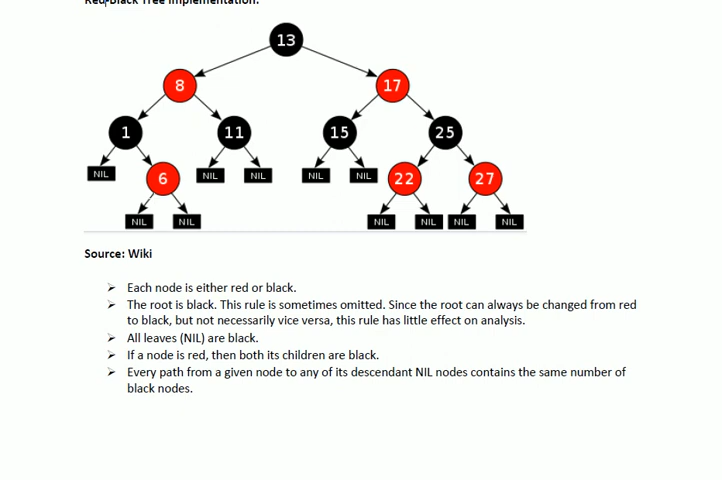 Red-Black Tree Implementation:
13
8 17
1 11 15 25
NIL 6 NIL NIL NIL NIL 22 27
NIL NIL NIL NIL NIL NIL
Source: Wiki
➢ Each node is either red or black.
➢ The root is black. This rule is sometimes omitted. Since the root can always be changed from red
to black, but not necessarily vice versa, this rule has little effect on analysis.
➢ All leaves (NIL) are black.
➢ If a node is red, then both its children are black.
➢ Every path from a given node to any of its descendant NIL nodes contains the same number of
black nodes.